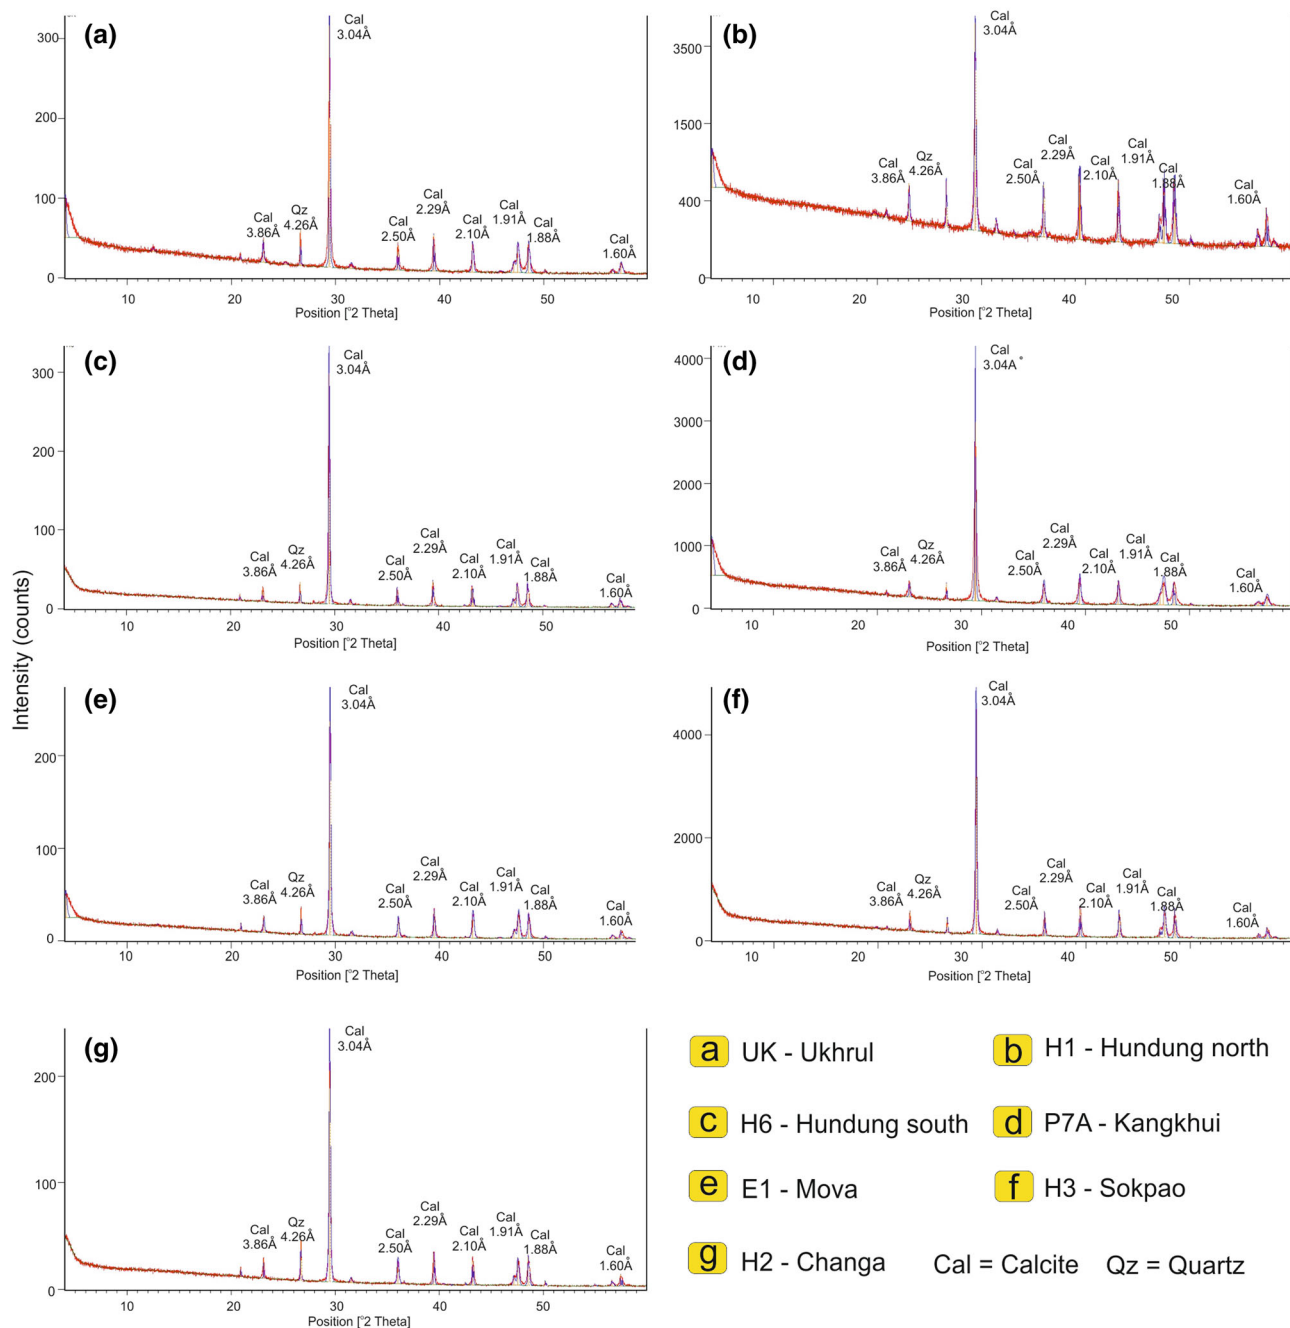 (a)
Cal
3.04Å
300
200
100
0
Cal
3.86Å
Qz
4.26Å
Cal
2.50Å
Cal
2.29Å
Cal
2.10Å
Cal
1.91Å
Cal
1.88Å
Cal
1.60Å
10 20 30 40 50
Position [°2 Theta]
(b)
Cal
3.04Å
3500
1500
400
0
Cal
3.86Å
Qz
4.26Å
Cal
2.50Å
Cal
2.29Å
Cal
2.10Å
Cal
1.91Å
Cal
1.88Å
Cal
1.60Å
10 20 30 40 50
Position [°2 Theta]
(c)
Cal
3.04Å
300
200
100
0
Cal
3.86Å
Qz
4.26Å
Cal
2.50Å
Cal
2.29Å
Cal
2.10Å
Cal
1.91Å
Cal
1.88Å
Cal
1.60Å
10 20 30 40 50
Position [°2 Theta]
(d)
Cal
3.04A°
4000
3000
2000
1000
0
Cal
3.86Å
Qz
4.26Å
Cal
2.50Å
Cal
2.29Å
Cal
2.10Å
Cal
1.91Å
Cal
1.88Å
Cal
1.60Å
20 30 40 50
Position [°2 Theta]
Intensity (counts)
(e)
Cal
3.04Å
200
100
0
Cal
3.86Å
Qz
4.26Å
Cal
2.50Å
Cal
2.29Å
Cal
2.10Å
Cal
1.91Å
Cal
1.88Å
Cal
1.60Å
10 20 30 40 50
Position [°2 Theta]
(f)
Cal
3.04Å
4000
2000
0
Cal
3.86Å
Qz
4.26Å
Cal
2.50Å
Cal
2.29Å
Cal
2.10Å
Cal
1.91Å
Cal
1.88Å
Cal
1.60Å
20 30 40 50
Position [°2 Theta]
(g)
Cal
3.04Å
200
100
0
Cal
3.86Å
Qz
4.26Å
Cal
2.50Å
Cal
2.29Å
Cal
2.10Å
Cal
1.91Å
Cal
1.88Å
Cal
1.60Å
10 20 30 40 50
Position [°2 Theta]
a UK - Ukhrul
b H1 - Hundung north
c H6 - Hundung south
d P7A - Kangkhui
e E1 - Mova
f H3 - Sokpao
g H2 - Changa
Cal = Calcite Qz = Quartz